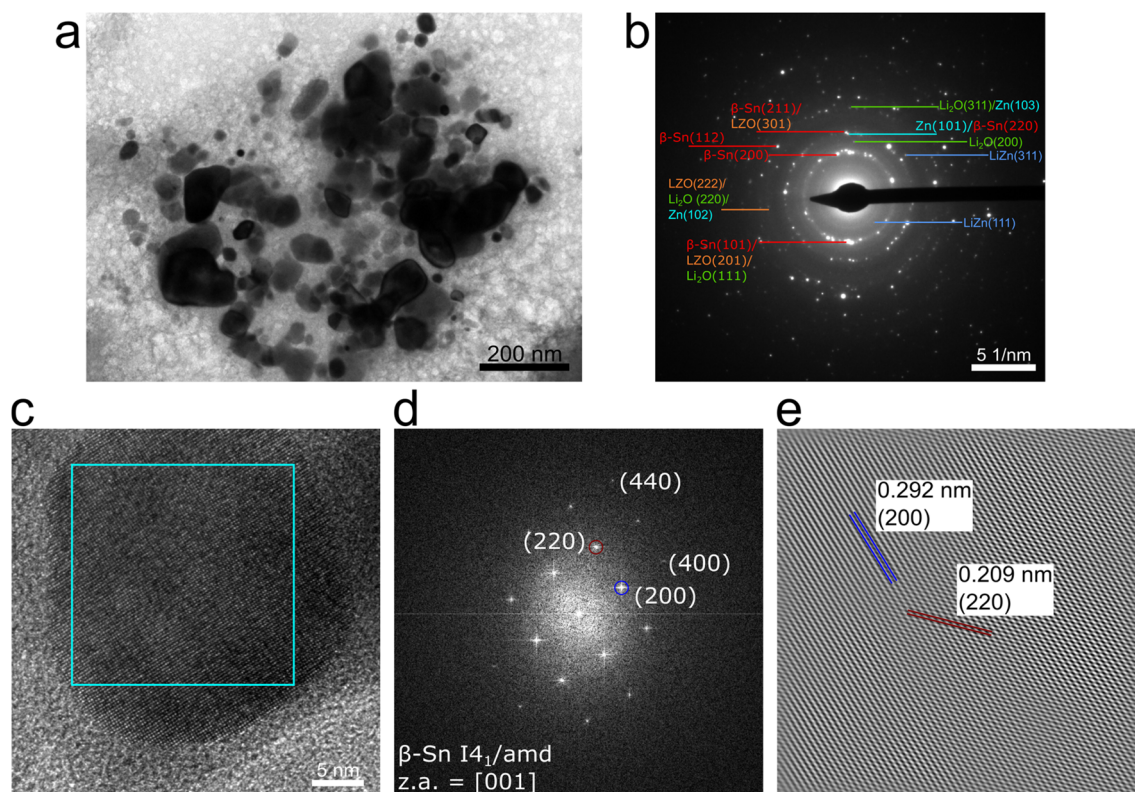 a
200 nm
b
β-Sn(211)/
LZO(301)
β-Sn(112)
β-Sn(200)
LZO(222)/
Li₂O (220)/
Zn(102)
β-Sn(101)/
LZO(201)/
Li₂O(111)
Li₂O(311)/Zn(103)
Zn(101)/β-Sn(220)
Li₂O(200)
LiZn(311)
LiZn(111)
5 1/nm
c
5 nm
d
(440)
(220)
(400)
(200)
β-Sn I4₁/amd
z.a. = [001]
e
0.292 nm
(200)
0.209 nm
(220)